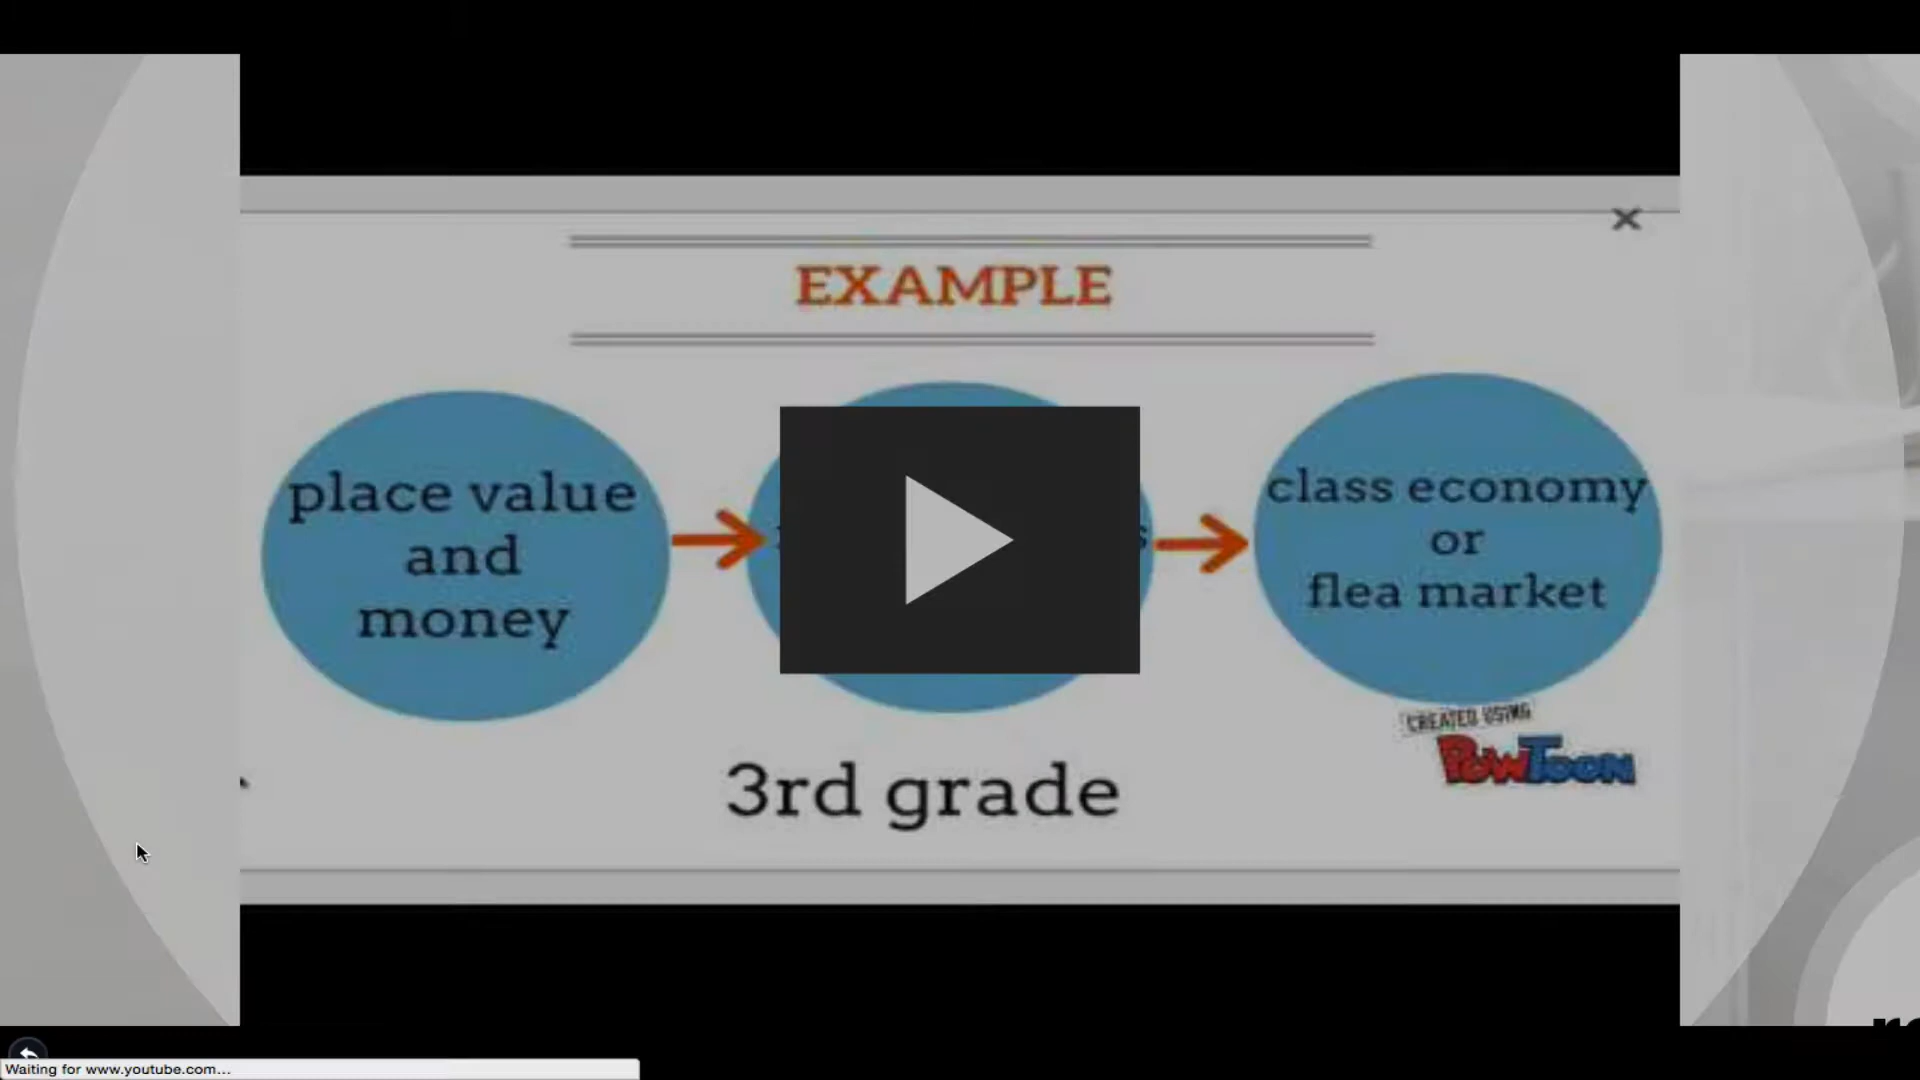 EXAMPLE
place value
and
money
class economy
or
flea market
CREATED USING
POWTOON
3rd grade
Waiting for www.youtube.com...